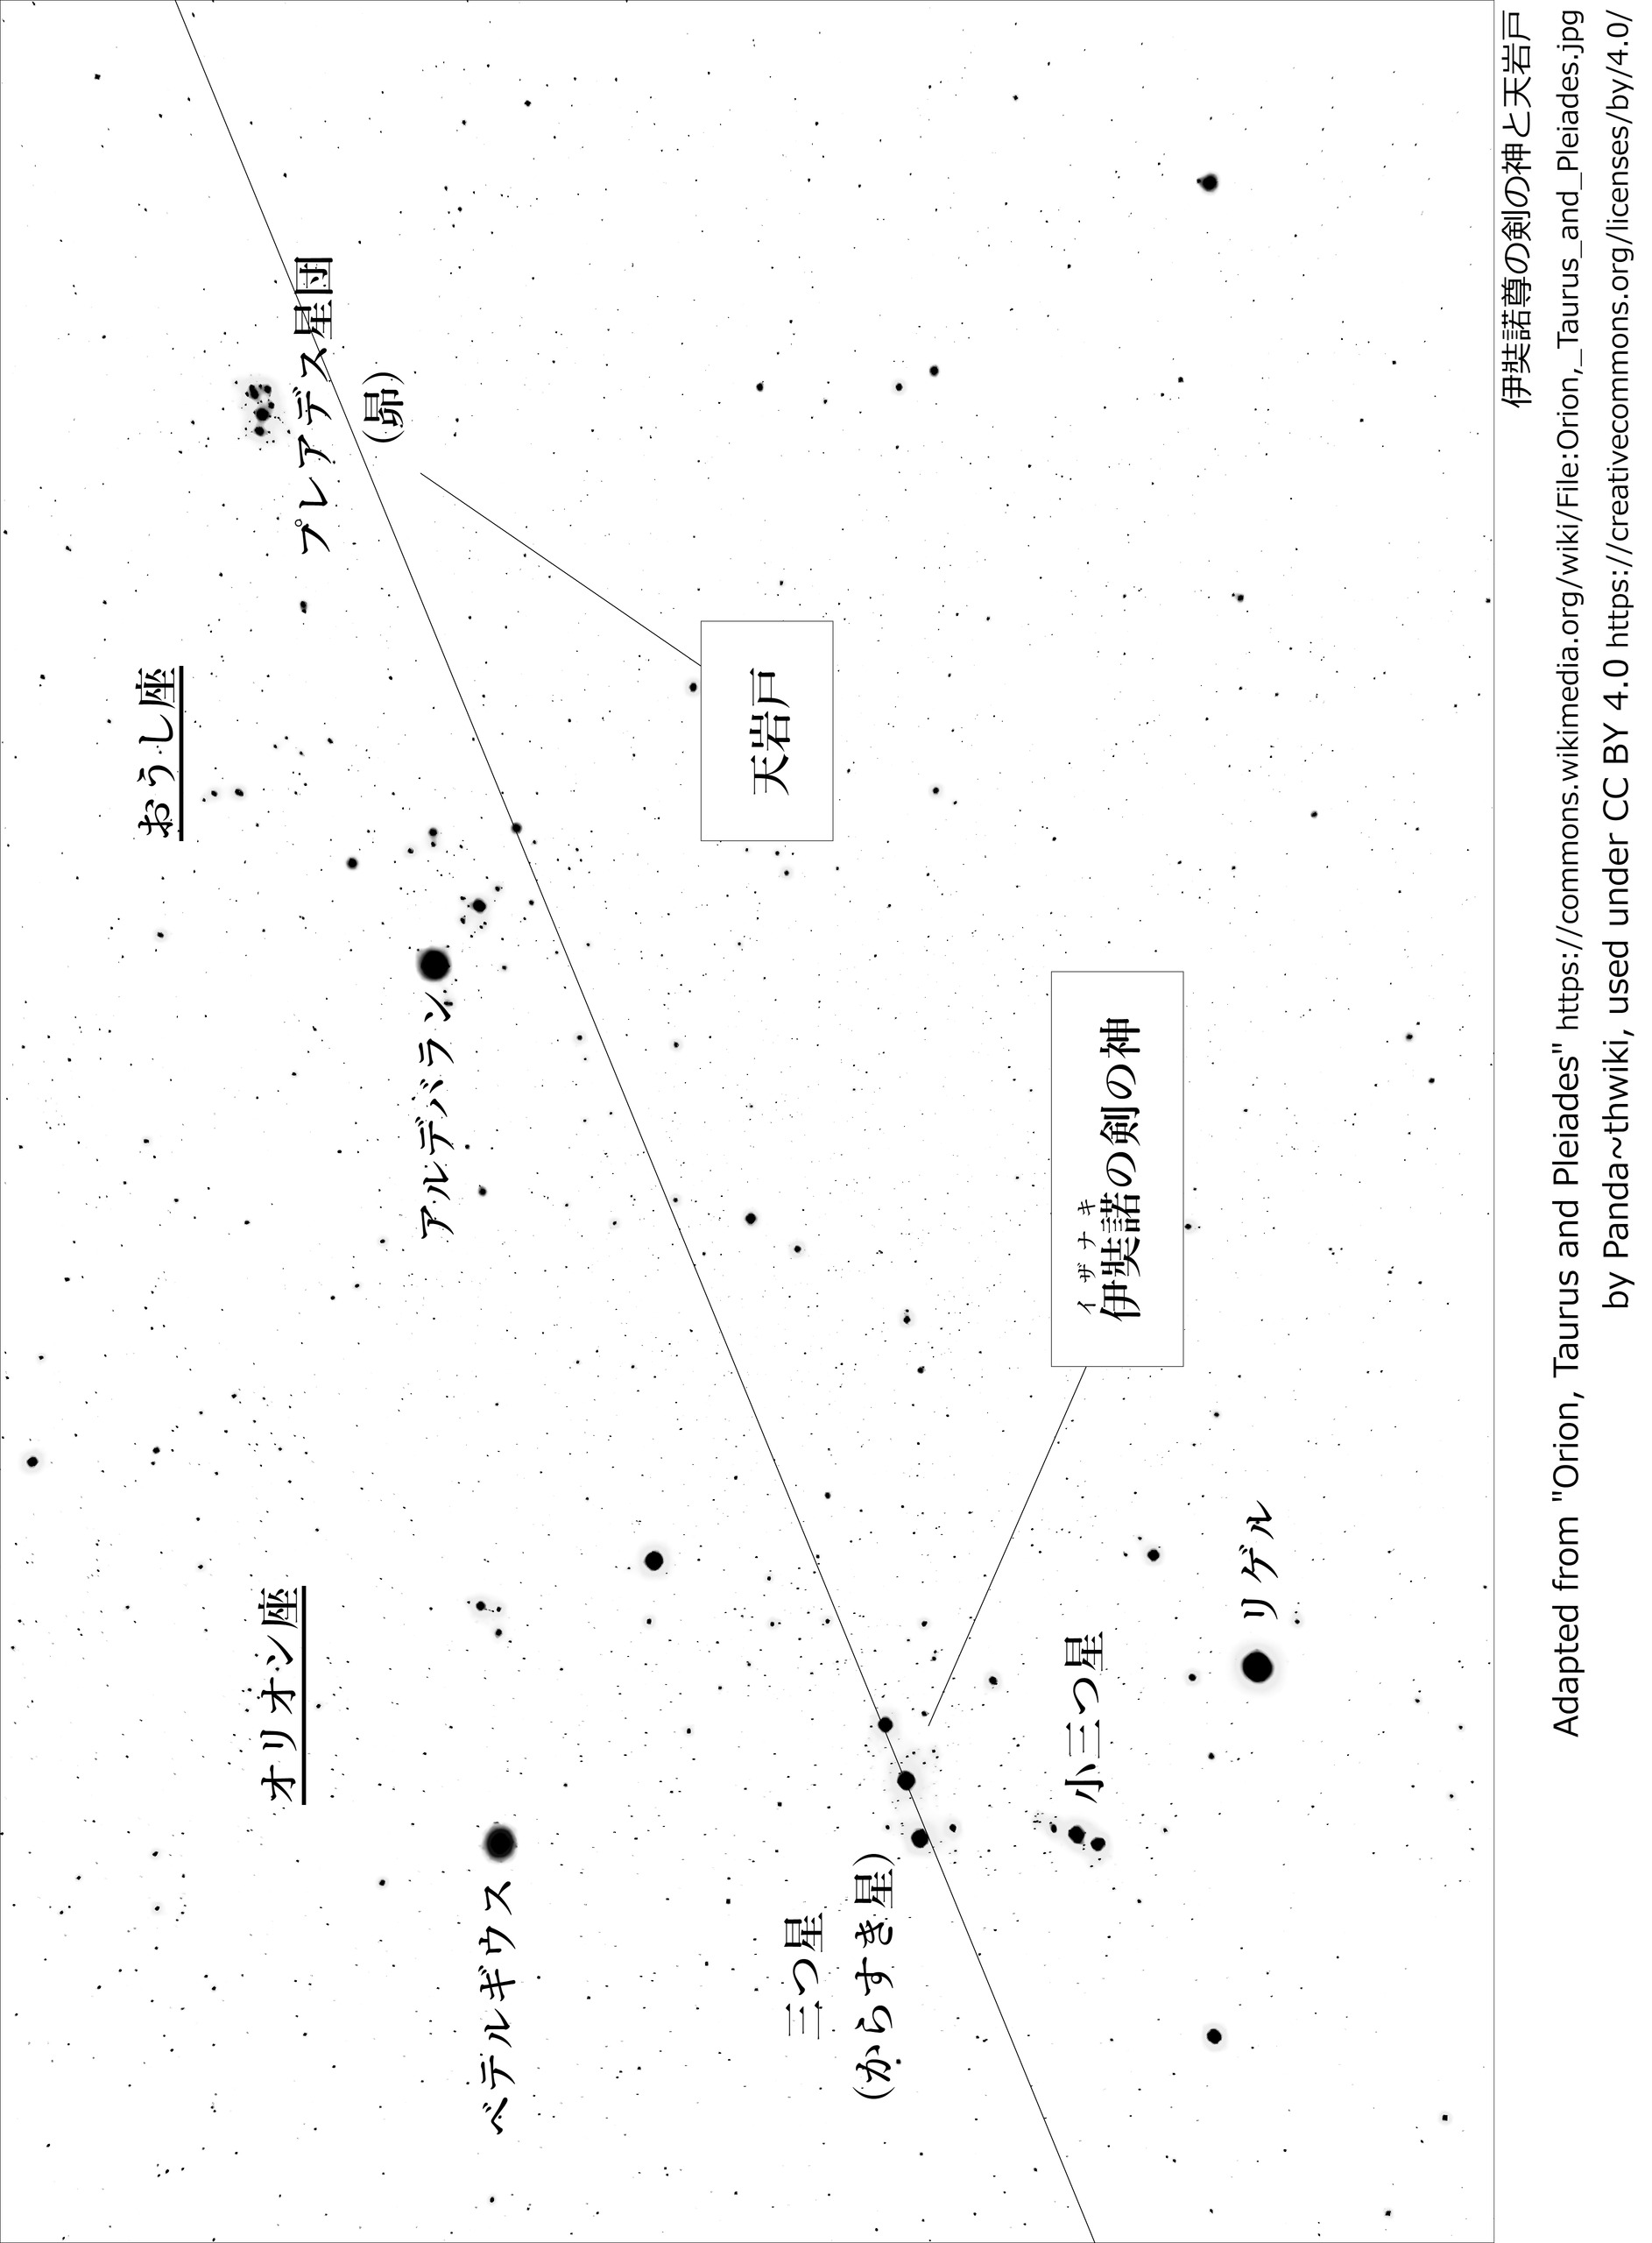 おうし座
プレアデス星団
(昴)
アルデバラン
天岩戸
オリオン座
ベテルギウス
三つ星
(からすき星)
イザナキ
伊奘諾の剣の神
小三つ星
リゲル
伊奘諾尊の剣の神と天岩戸
Adapted from "Orion, Taurus and Pleiades" https://commons.wikimedia.org/wiki/File:Orion,_Taurus_and_Pleiades.jpg
by Panda~thwiki, used under CC BY 4.0 https://creativecommons.org/licenses/by/4.0/